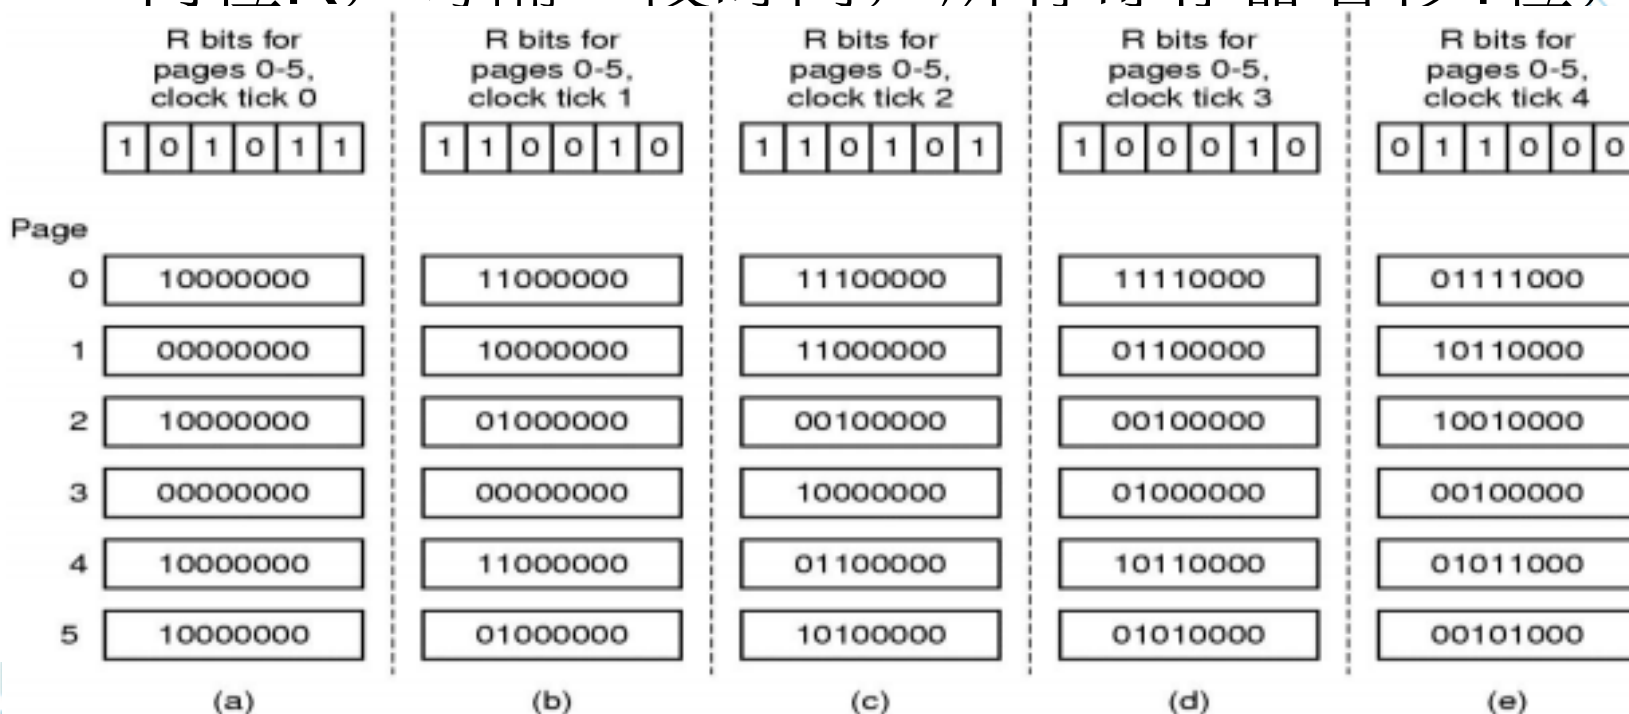 R bits for R bits for R bits for R bits for R bits for
pages 0-5, pages 0-5, pages 0-5, pages 0-5, pages 0-5,
clock tick 0 clock tick 1 clock tick 2 clock tick 3 clock tick 4
1 0 1 0 1 1 1 1 0 0 1 0 1 1 0 1 0 1 1 0 0 0 1 0 0 1 1 0 0 0
Page
0 10000000 11000000 11100000 11110000 01111000
1 00000000 10000000 11000000 01100000 10110000
2 10000000 01000000 00100000 00100000 10010000
3 00000000 00000000 10000000 01000000 00100000
4 10000000 11000000 01100000 10110000 01011000
5 10000000 01000000 10100000 01010000 00101000
(a) (b) (c) (d) (e)